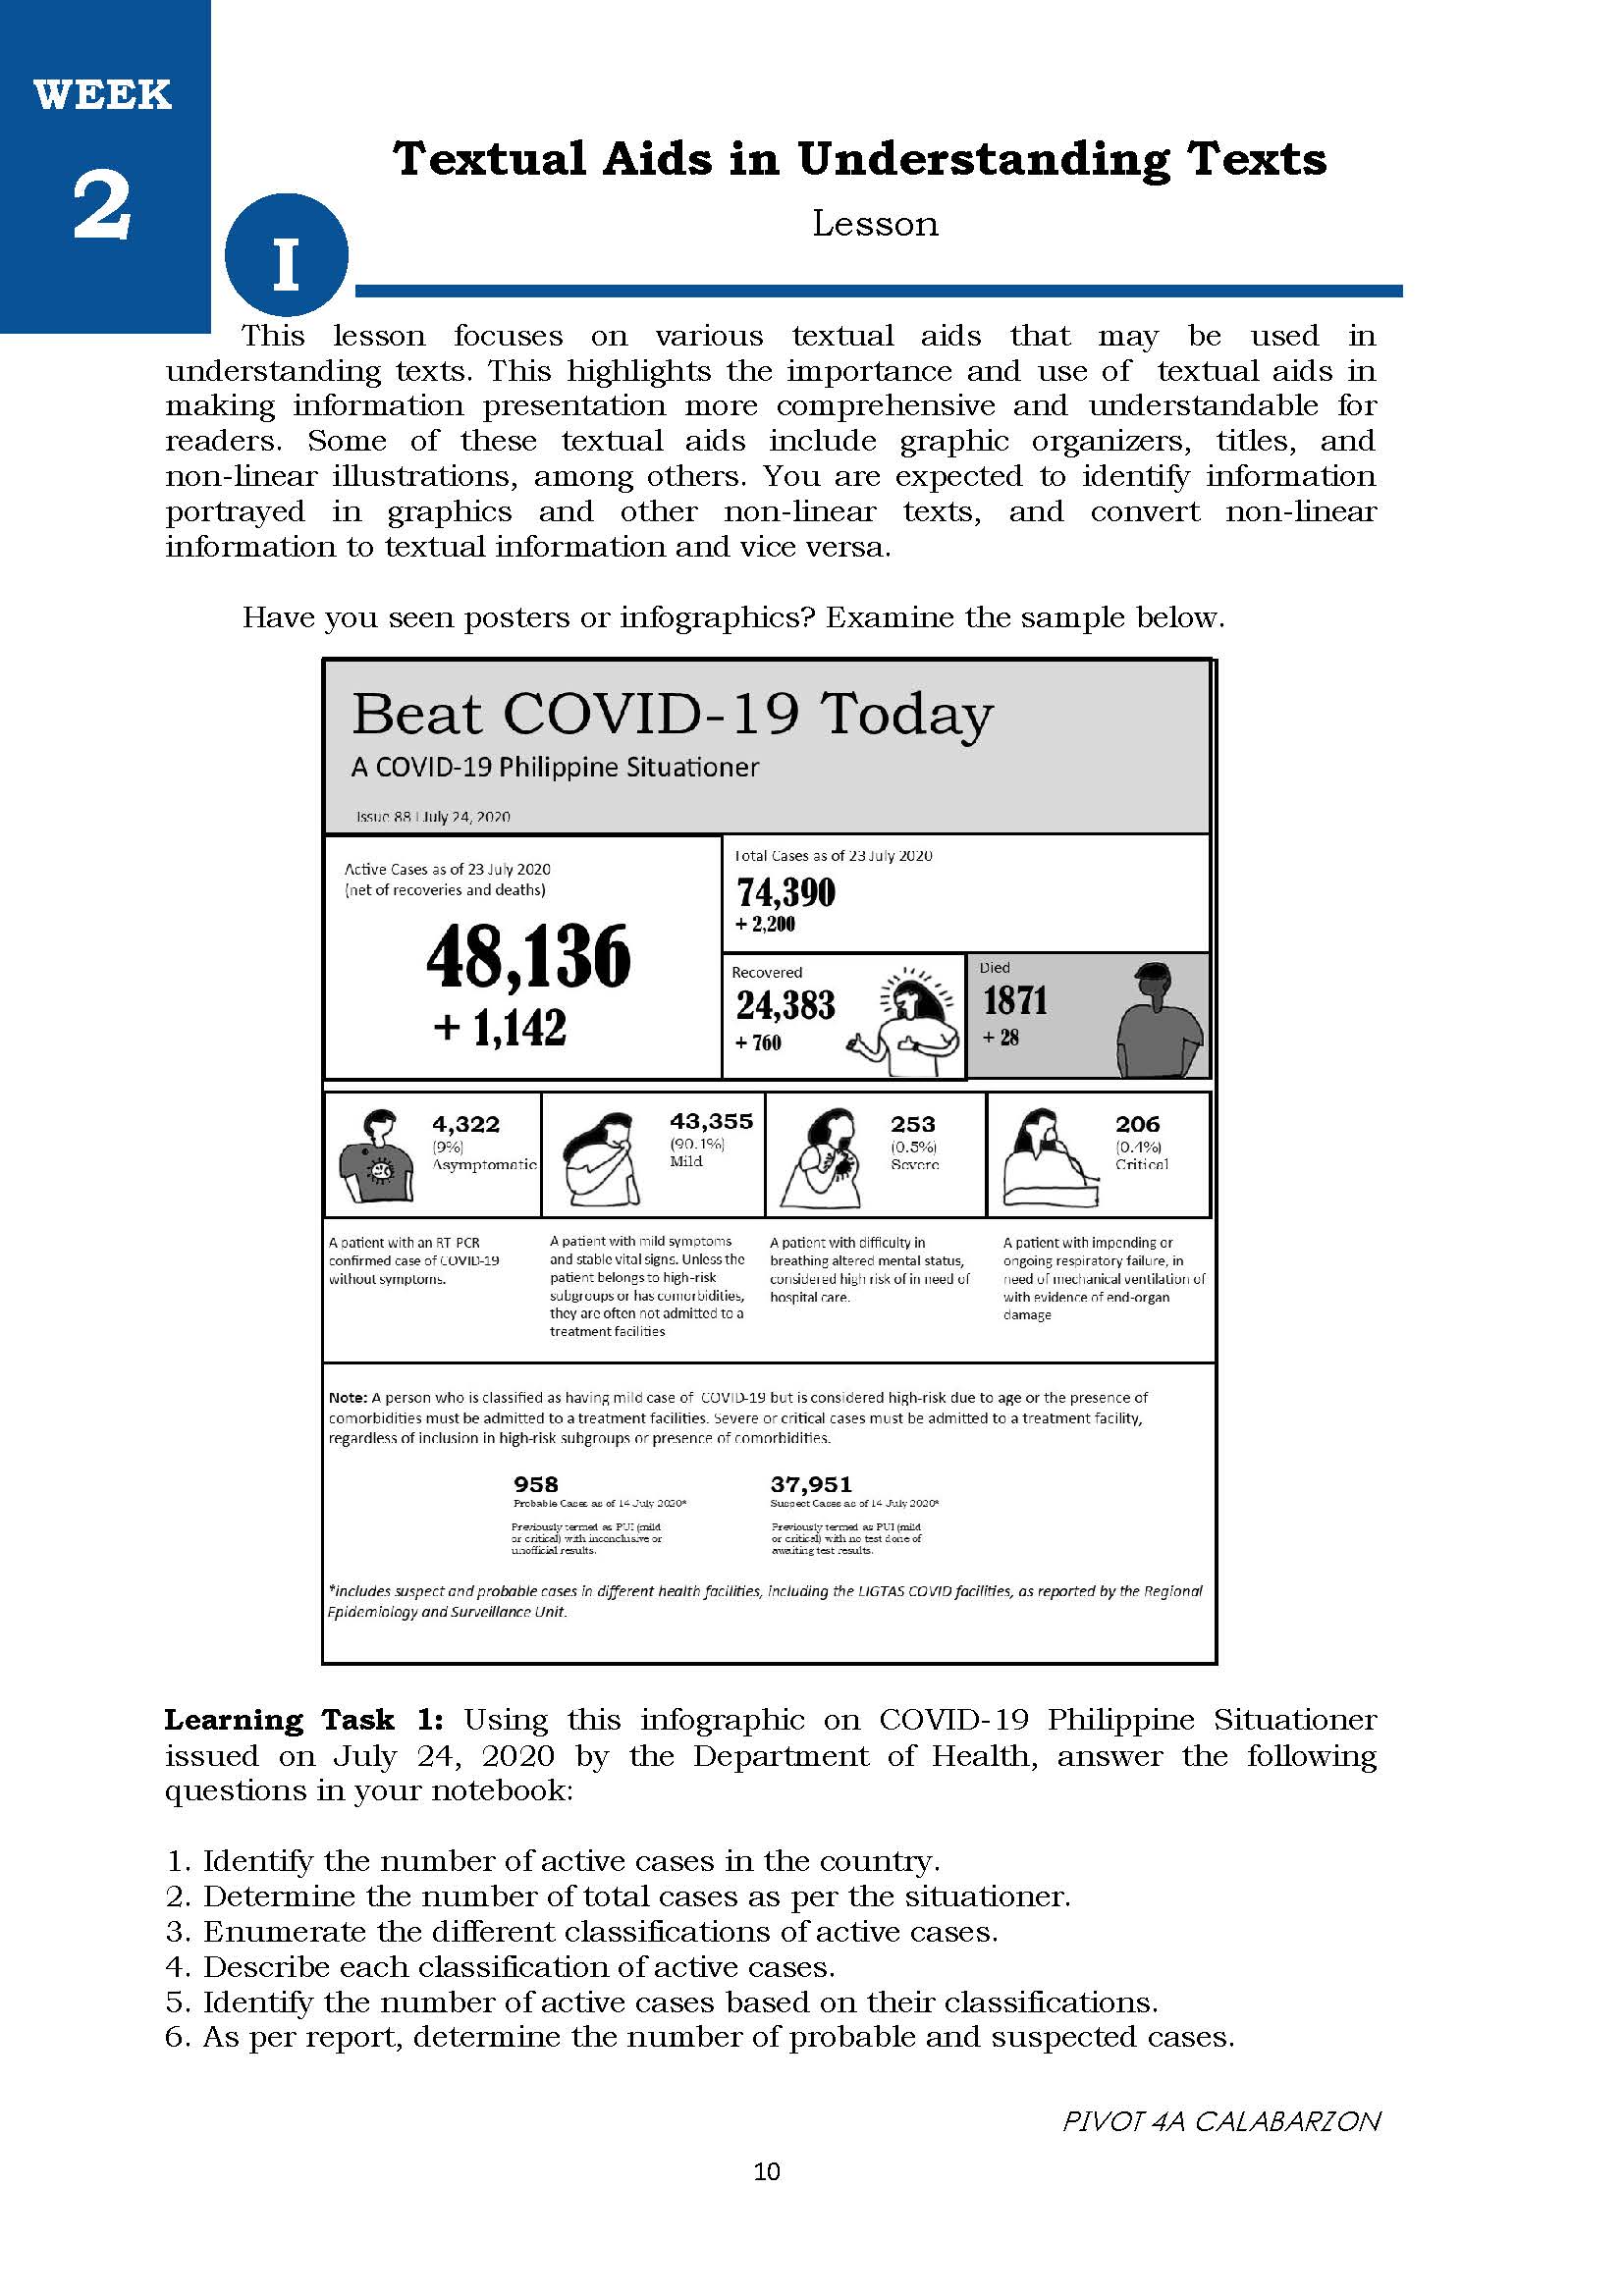 WEEK
2
Textual Aids in Understanding Texts
Lesson
I
This lesson focuses on various textual aids that may be used in
understanding texts. This highlights the importance and use of textual aids in
making information presentation more comprehensive and understandable for
readers. Some of these textual aids include graphic organizers, titles, and
non-linear illustrations, among others. You are expected to identify information
portrayed in graphics and other non-linear texts, and convert non-linear
information to textual information and vice versa.
Have you seen posters or infographics? Examine the sample below.
Beat COVID-19 Today
A COVID-19 Philippine Situationer
Issue 88 I July 24, 2020
Active Cases as of 23 July 2020
(net of recoveries and deaths)
48,136
+ 1,142
Total Cases as of 23 July 2020
74,390
+ 2,200
Recovered
24,383
+ 760
Died
1871
+ 28
4,322
(9%)
Asymptomatic
43,355
(90.1%)
Mild
253
(0.5%)
Severe
206
(0.4%)
Critical
A patient with an RT-PCR
confirmed case of COVID-19
without symptoms.
A patient with mild symptoms
and stable vital signs. Unless the
patient belongs to high-risk
subgroups or has comorbidities,
they are often not admitted to a
treatment facilities
A patient with difficulty in
breathing altered mental status,
considered high risk of in need of
hospital care.
A patient with impending or
ongoing respiratory failure, in
need of mechanical ventilation of
with evidence of end-organ
damage
Note: A person who is classified as having mild case of COVID-19 but is considered high-risk due to age or the presence of
comorbidities must be admitted to a treatment facilities. Severe or critical cases must be admitted to a treatment facility,
regardless of inclusion in high-risk subgroups or presence of comorbidities.
958
Probable Cases as of 14 July 2020*
Previously termed as PUI (mild
or critical) with inconclusive or
unofficial results.
37,951
Suspect Cases as of 14 July 2020*
Previously termed as PUI (mild
or critical) with no test done of
awaiting test results.
*includes suspect and probable cases in different health facilities, including the LIGTAS COVID facilities, as reported by the Regional
Epidemiology and Surveillance Unit.
Learning Task 1: Using this infographic on COVID-19 Philippine Situationer
issued on July 24, 2020 by the Department of Health, answer the following
questions in your notebook:
1. Identify the number of active cases in the country.
2. Determine the number of total cases as per the situationer.
3. Enumerate the different classifications of active cases.
4. Describe each classification of active cases.
5. Identify the number of active cases based on their classifications.
6. As per report, determine the number of probable and suspected cases.
PIVOT 4A CALABARZON
10